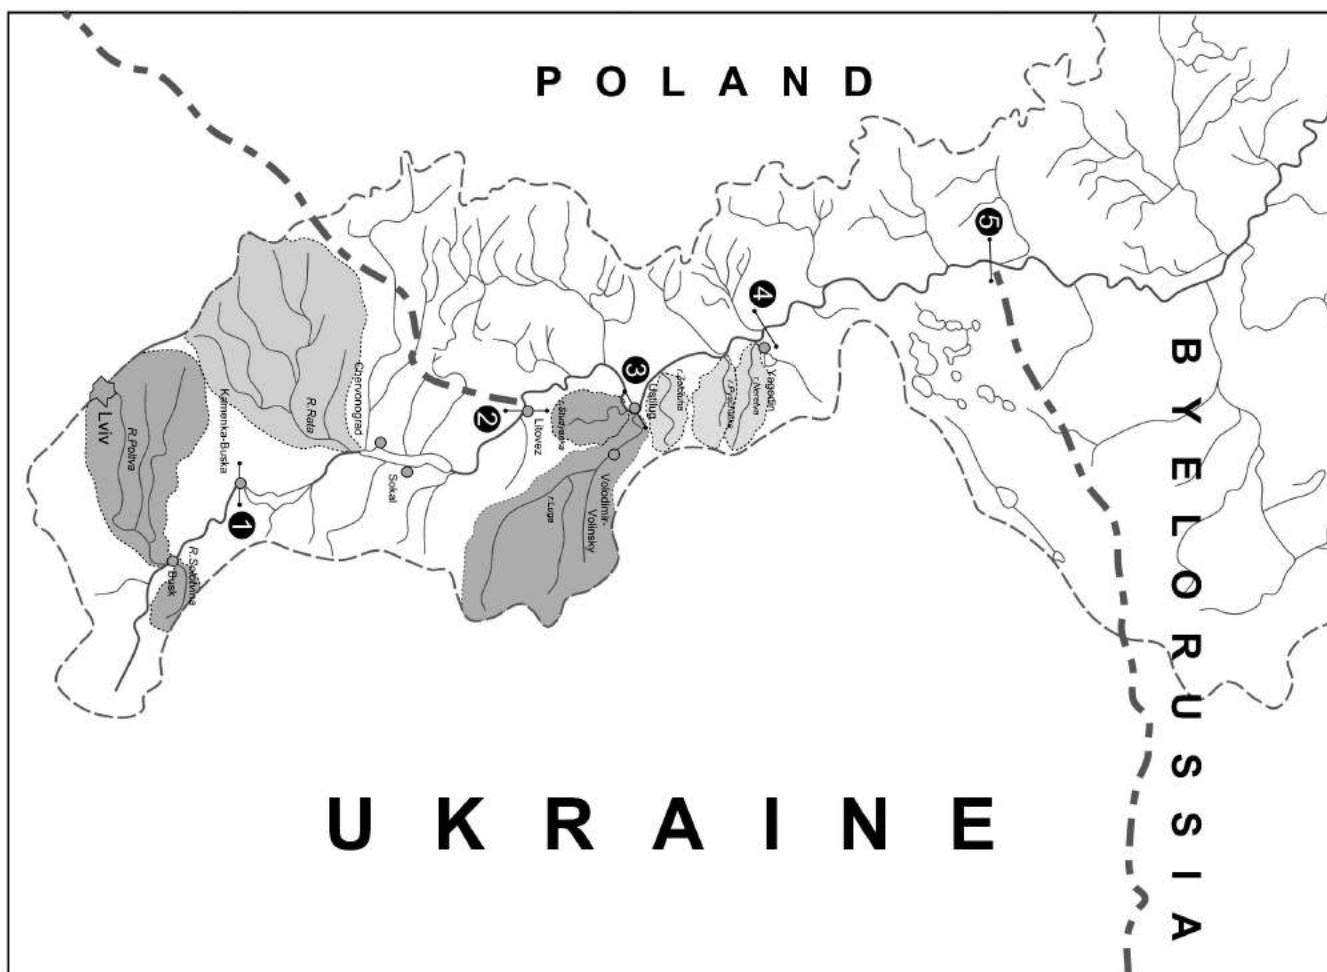 POLAND
5
4
BYELORUSSIA
3
Yagodin
r.Neretva
Ustilug
Chervonograd
2
Litovez
R.Rata
Kamenka-Buska
Lviv
R.Poltva
Sokal
Volodimir-
Volinsky
r.Luga
1
Busk
UKRAINE